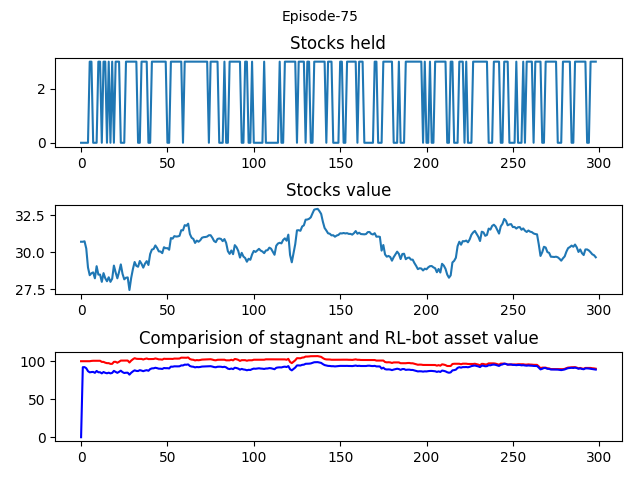 Episode-75
Stocks held
2
0
0 50 100 150 200 250 300
Stocks value
32.5
30.0
27.5
0 50 100 150 200 250 300
Comparision of stagnant and RL-bot asset value
100
50
0
0 50 100 150 200 250 300